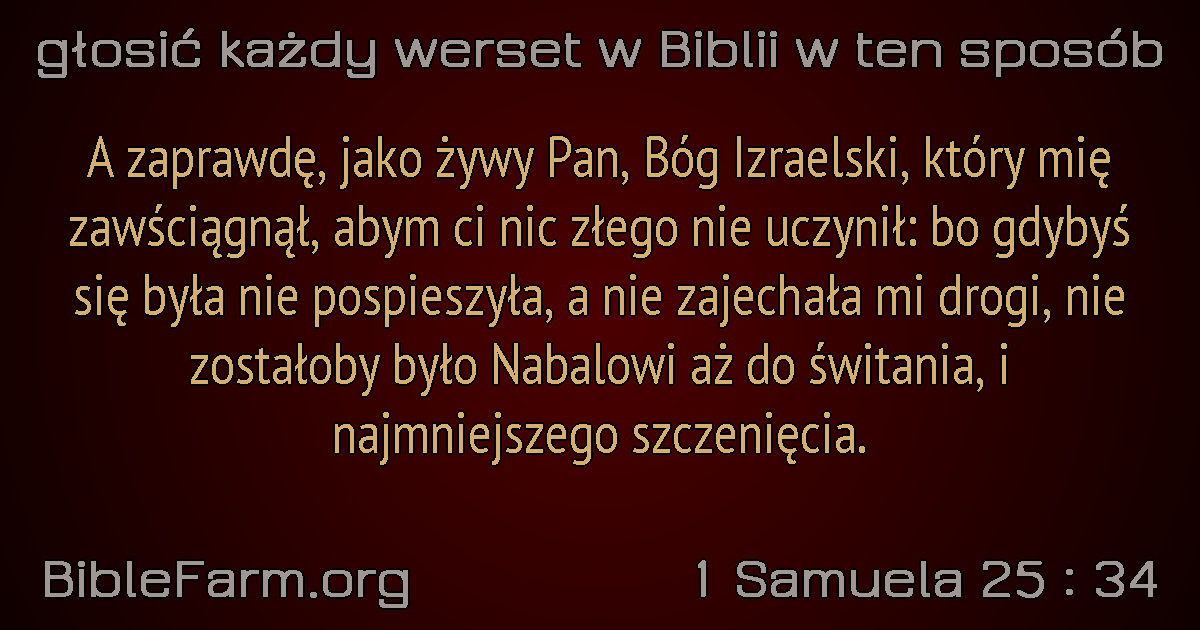 głosić każdy werset w Biblii w ten sposób
A zaprawdę, jako żywy Pan, Bóg Izraelski, który mię
zawściągnął, abym ci nic złego nie uczynił: bo gdybyś
się była nie pospieszyła, a nie zajechała mi drogi, nie
zostałoby było Nabalowi aż do świtania, i
najmniejszego szczenięcia.
BibleFarm.org
1 Samuela 25 : 34